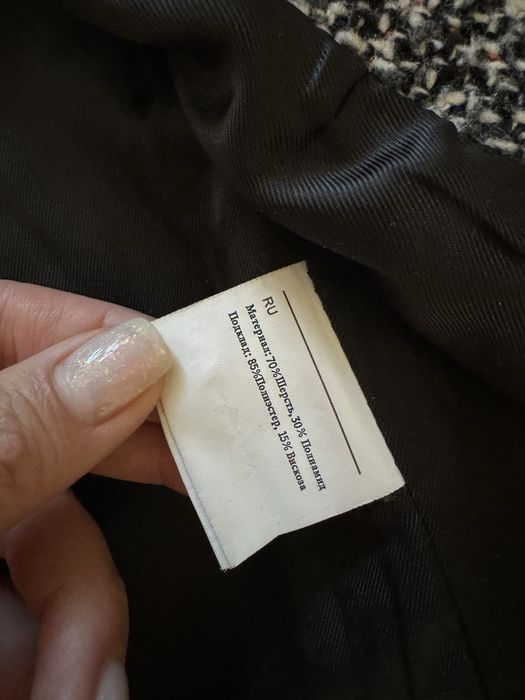 RU
Материал: 70%Шерсть, 30% Полиамид
Подклад: 85%Полиэстер, 15% Вискоза